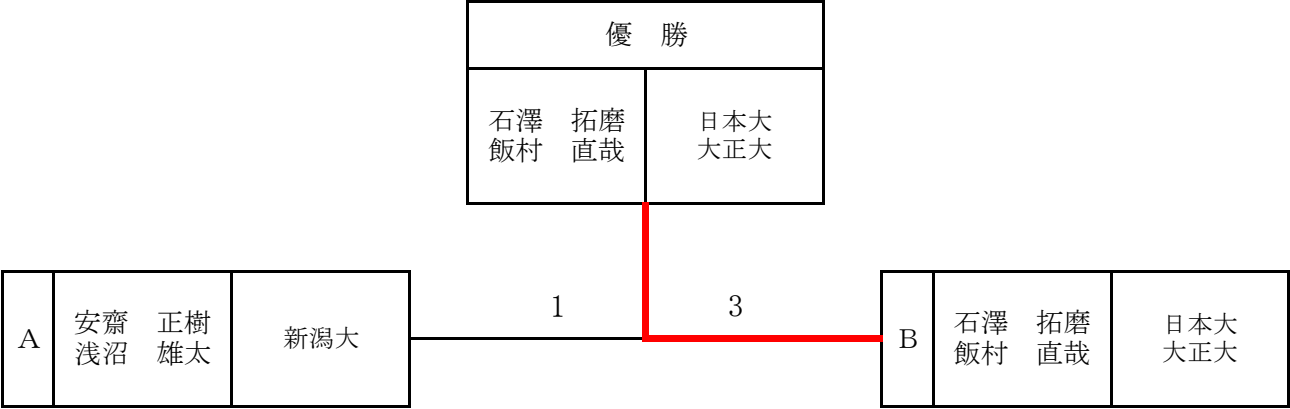 優　勝
石澤　拓磨
飯村　直哉
日本大
大正大
1
3
A
安齋　正樹
浅沼　雄太
新潟大
B
石澤　拓磨
飯村　直哉
日本大
大正大